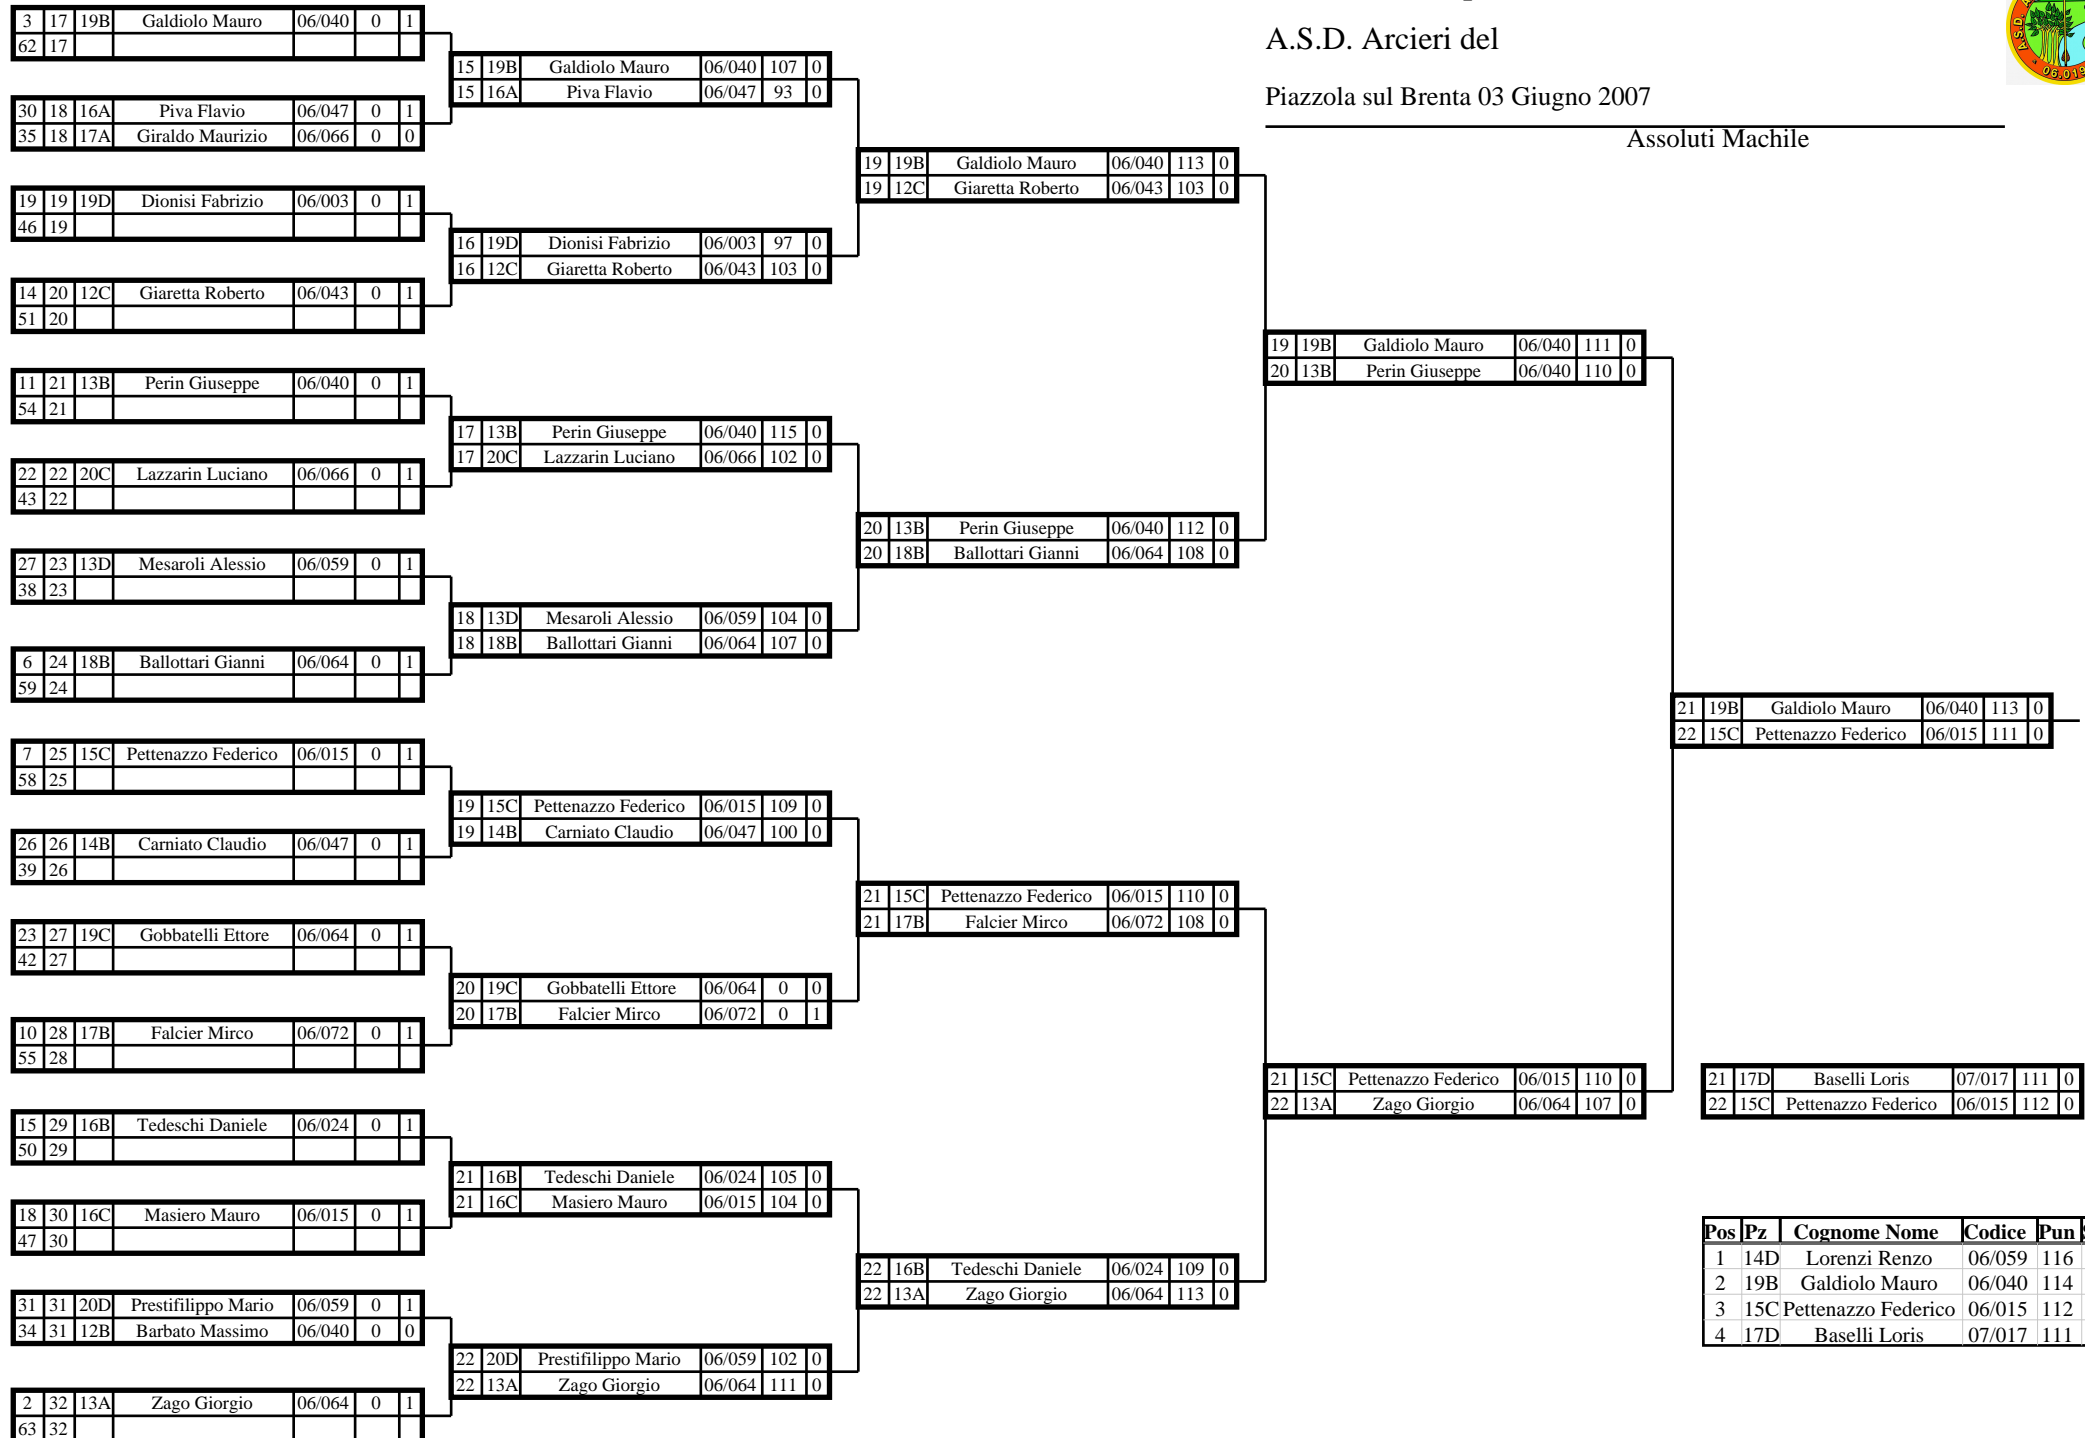 A.S.D. Arcieri del
Piazzola sul Brenta 03 Giugno 2007
Assoluti Machile
3 17 19B Galdiolo Mauro 06/040 0 1
62 17
30 18 16A Piva Flavio 06/047 0 1
35 18 17A Giraldo Maurizio 06/066 0 0
19 19 19D Dionisi Fabrizio 06/003 0 1
46 19
14 20 12C Giaretta Roberto 06/043 0 1
51 20
11 21 13B Perin Giuseppe 06/040 0 1
54 21
22 22 20C Lazzarin Luciano 06/066 0 1
43 22
27 23 13D Mesaroli Alessio 06/059 0 1
38 23
6 24 18B Ballottari Gianni 06/064 0 1
59 24
7 25 15C Pettenazzo Federico 06/015 0 1
58 25
26 26 14B Carniato Claudio 06/047 0 1
39 26
23 27 19C Gobbatelli Ettore 06/064 0 1
42 27
10 28 17B Falcier Mirco 06/072 0 1
55 28
15 29 16B Tedeschi Daniele 06/024 0 1
50 29
18 30 16C Masiero Mauro 06/015 0 1
47 30
31 31 20D Prestifilippo Mario 06/059 0 1
34 31 12B Barbato Massimo 06/040 0 0
2 32 13A Zago Giorgio 06/064 0 1
63 32
15 19B Galdiolo Mauro 06/040 107 0
15 16A Piva Flavio 06/047 93 0
16 19D Dionisi Fabrizio 06/003 97 0
16 12C Giaretta Roberto 06/043 103 0
17 13B Perin Giuseppe 06/040 115 0
17 20C Lazzarin Luciano 06/066 102 0
18 13D Mesaroli Alessio 06/059 104 0
18 18B Ballottari Gianni 06/064 107 0
19 15C Pettenazzo Federico 06/015 109 0
19 14B Carniato Claudio 06/047 100 0
20 19C Gobbatelli Ettore 06/064 0 0
20 17B Falcier Mirco 06/072 0 1
21 16B Tedeschi Daniele 06/024 105 0
21 16C Masiero Mauro 06/015 104 0
22 20D Prestifilippo Mario 06/059 102 0
22 13A Zago Giorgio 06/064 111 0
19 19B Galdiolo Mauro 06/040 113 0
19 12C Giaretta Roberto 06/043 103 0
20 13B Perin Giuseppe 06/040 112 0
20 18B Ballottari Gianni 06/064 108 0
21 15C Pettenazzo Federico 06/015 110 0
21 17B Falcier Mirco 06/072 108 0
22 16B Tedeschi Daniele 06/024 109 0
22 13A Zago Giorgio 06/064 113 0
19 19B Galdiolo Mauro 06/040 111 0
20 13B Perin Giuseppe 06/040 110 0
21 15C Pettenazzo Federico 06/015 110 0
22 13A Zago Giorgio 06/064 107 0
21 19B Galdiolo Mauro 06/040 113 0
22 15C Pettenazzo Federico 06/015 111 0
21 17D Baselli Loris 07/017 111 0
22 15C Pettenazzo Federico 06/015 112 0
Pos Pz Cognome Nome Codice Pun
1 14D Lorenzi Renzo 06/059 116
2 19B Galdiolo Mauro 06/040 114
3 15C Pettenazzo Federico 06/015 112
4 17D Baselli Loris 07/017 111